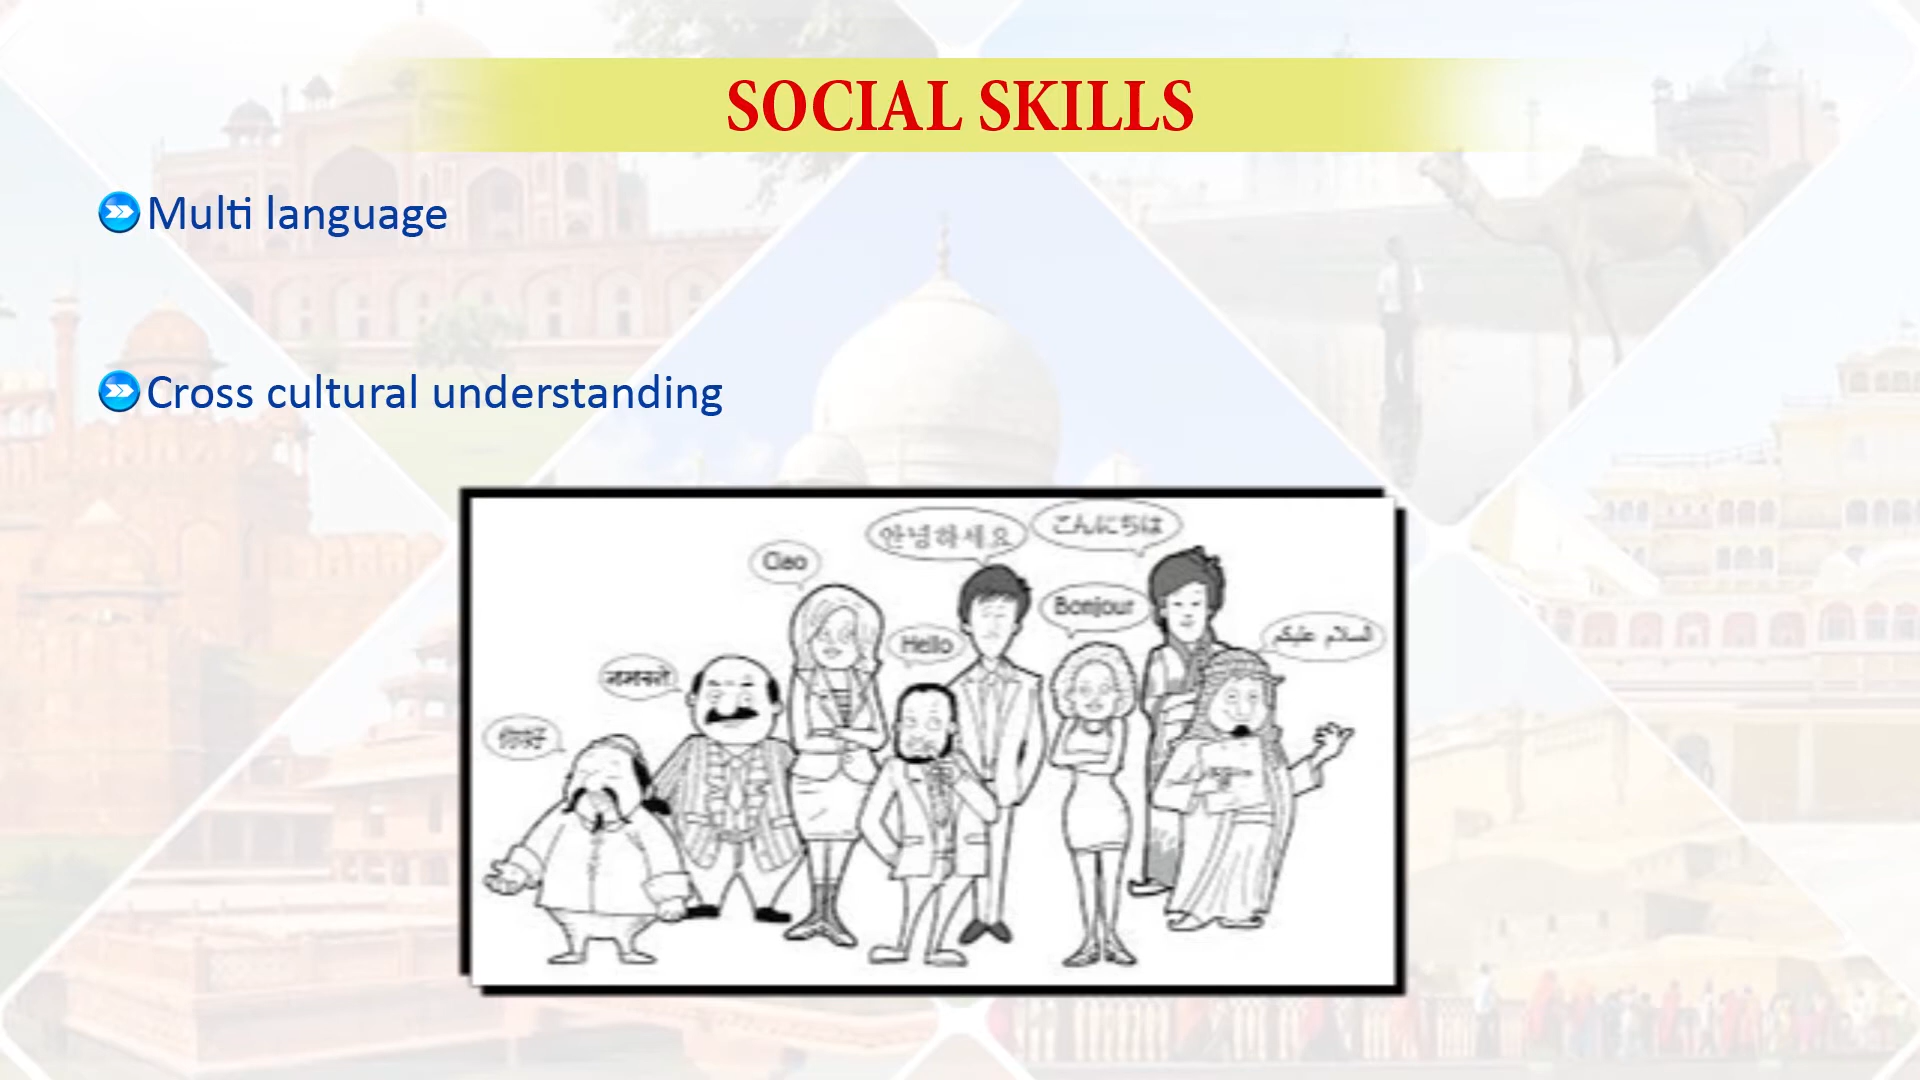 SOCIAL SKILLS
Multi language
Cross cultural understanding
안녕하세요
こんにちは
Ciao
Bonjour
Hello
السلام عليكم